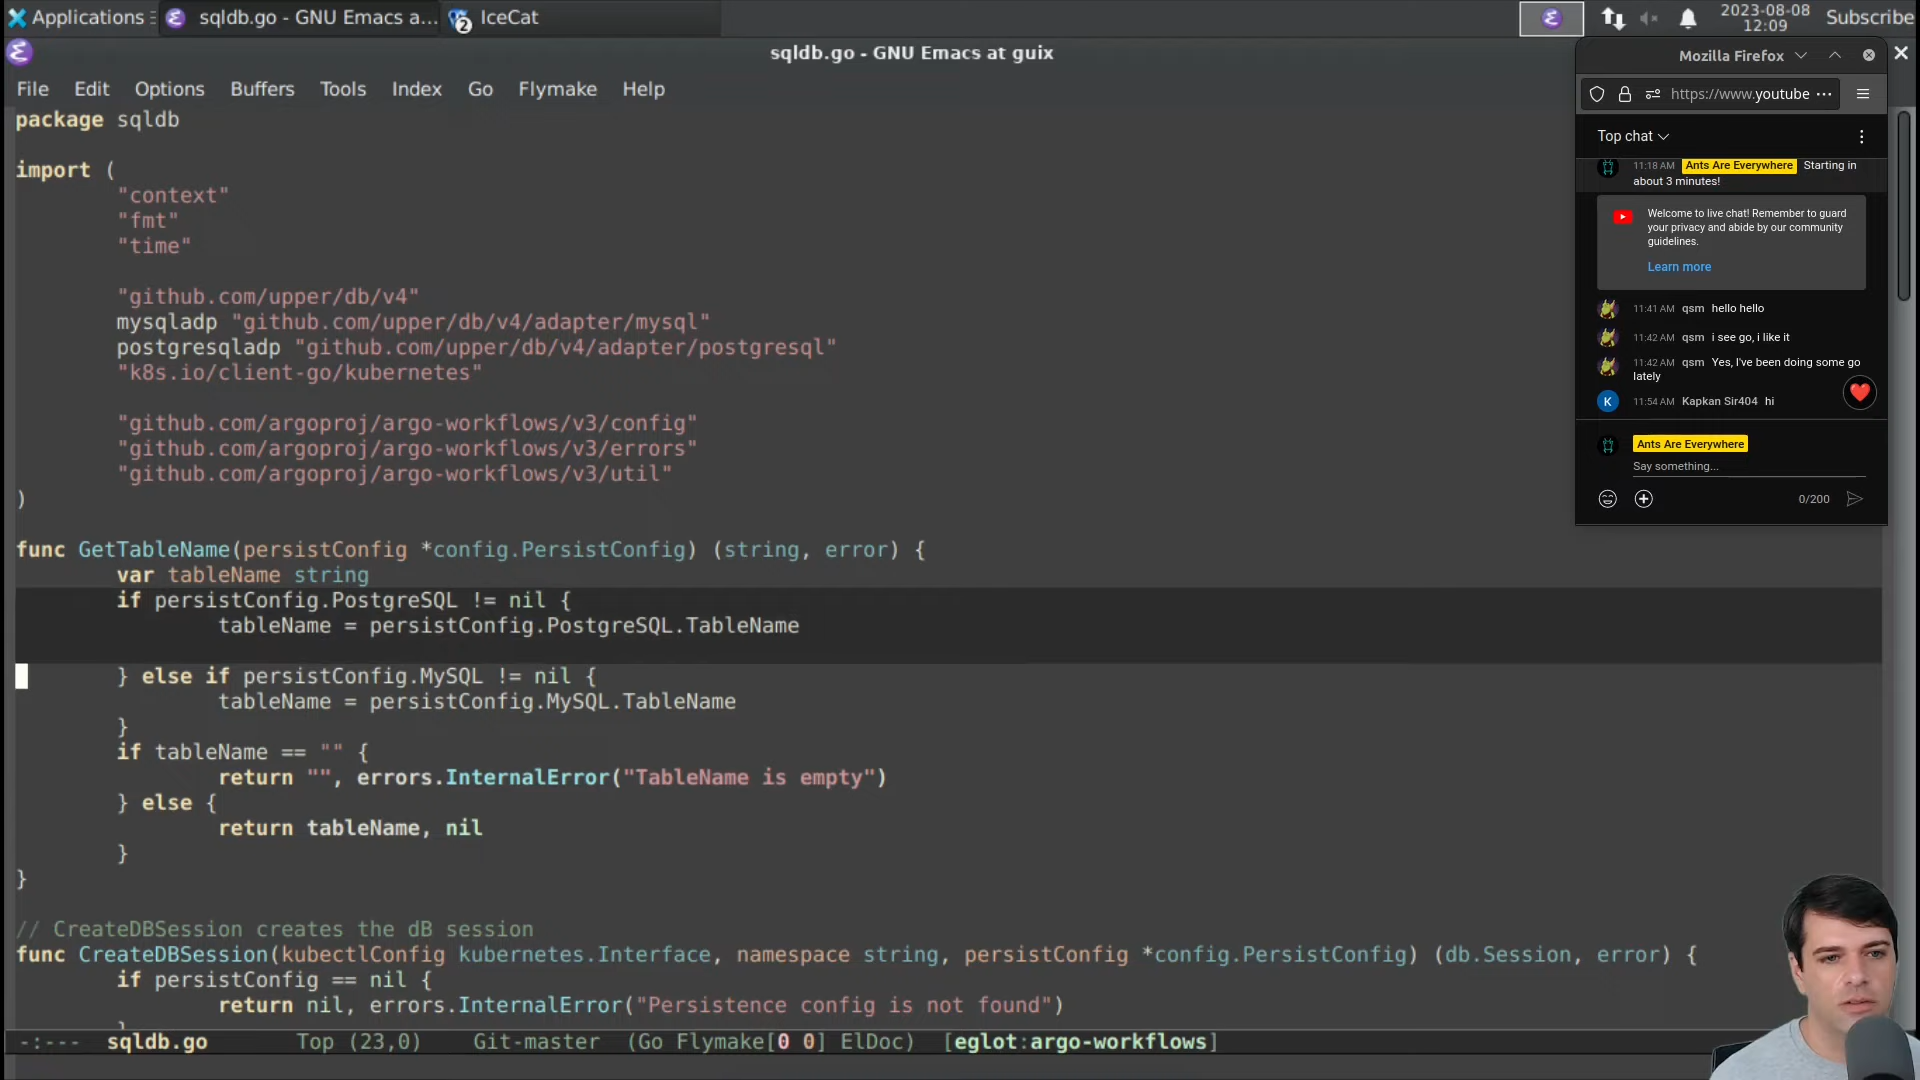 Applications
sqldb.go - GNU Emacs a...
2
IceCat
2023-08-08
12:09
Subscribe
sqldb.go - GNU Emacs at guix
File Edit Options Buffers Tools Index Go Flymake Help
package sqldb
import (
"context"
"fmt"
"time"
"github.com/upper/db/v4"
mysqladp "github.com/upper/db/v4/adapter/mysql"
postgresqladp "github.com/upper/db/v4/adapter/postgresql"
"k8s.io/client-go/kubernetes"
"github.com/argoproj/argo-workflows/v3/config"
"github.com/argoproj/argo-workflows/v3/errors"
"github.com/argoproj/argo-workflows/v3/util"
)
func GetTableName(persistConfig *config.PersistConfig) (string, error) {
var tableName string
if persistConfig.PostgreSQL != nil {
tableName = persistConfig.PostgreSQL.TableName
} else if persistConfig.MySQL != nil {
tableName = persistConfig.MySQL.TableName
}
if tableName == "" {
return "", errors.InternalError("TableName is empty")
} else {
return tableName, nil
}
}
// CreateDBSession creates the dB session
func CreateDBSession(kubectlConfig kubernetes.Interface, namespace string, persistConfig *config.PersistConfig) (db.Session, error) {
if persistConfig == nil {
return nil, errors.InternalError("Persistence config is not found")
-:---  sqldb.go Top (23,0) Git-master (Go Flymake[0 0] ElDoc) [eglot:argo-workflows]
Mozilla Firefox
https://www.youtube
Top chat
11:18 AM Ants Are Everywhere Starting in
about 3 minutes!
Welcome to live chat! Remember to guard
your privacy and abide by our community
guidelines.
Learn more
11:41 AM qsm hello hello
11:42 AM qsm i see go, i like it
11:42 AM qsm Yes, I've been doing some go
lately
K 11:54 AM Kapkan Sir404 hi
Ants Are Everywhere
Say something...
0/200